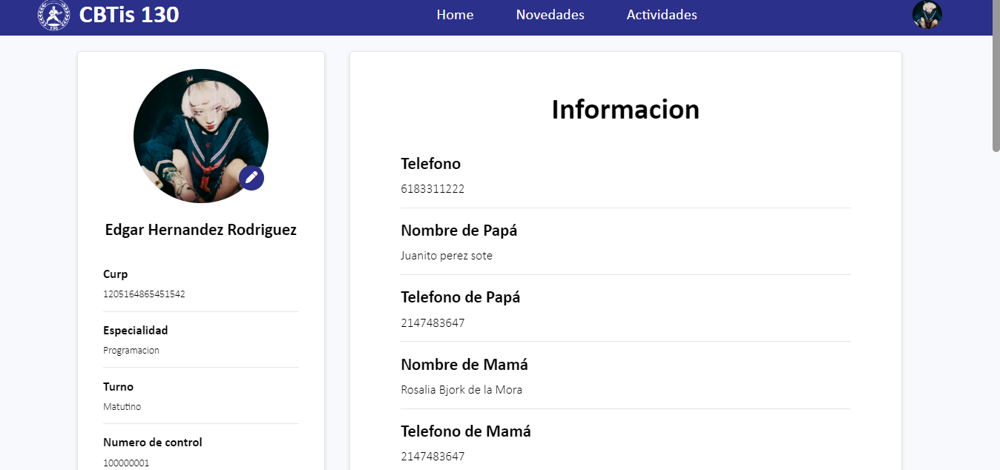 CBTis 130
Home Novedades Actividades
130
Edgar Hernandez Rodriguez
Curp
1205164865451542
Especialidad
Programacion
Turno
Matutino
Numero de control
100000001
Informacion
Telefono
6183311222
Nombre de Papá
Juanito perez sote
Telefono de Papá
2147483647
Nombre de Mamá
Rosalia Bjork de la Mora
Telefono de Mamá
2147483647